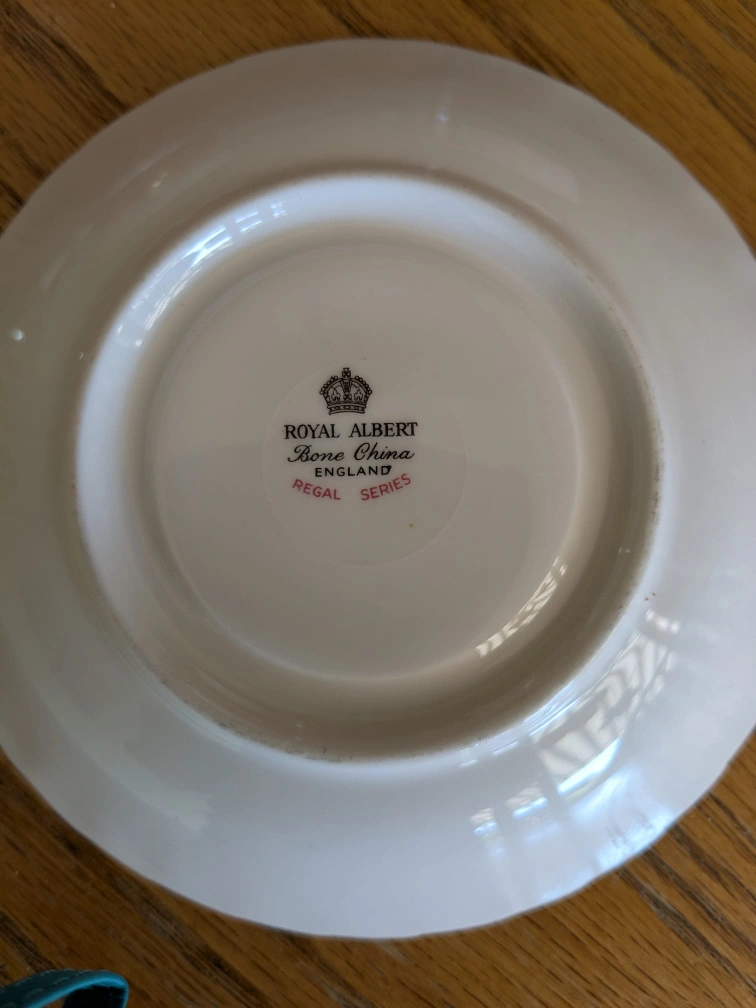 ROYAL ALBERT
Bone China
ENGLAND
REGAL SERIES